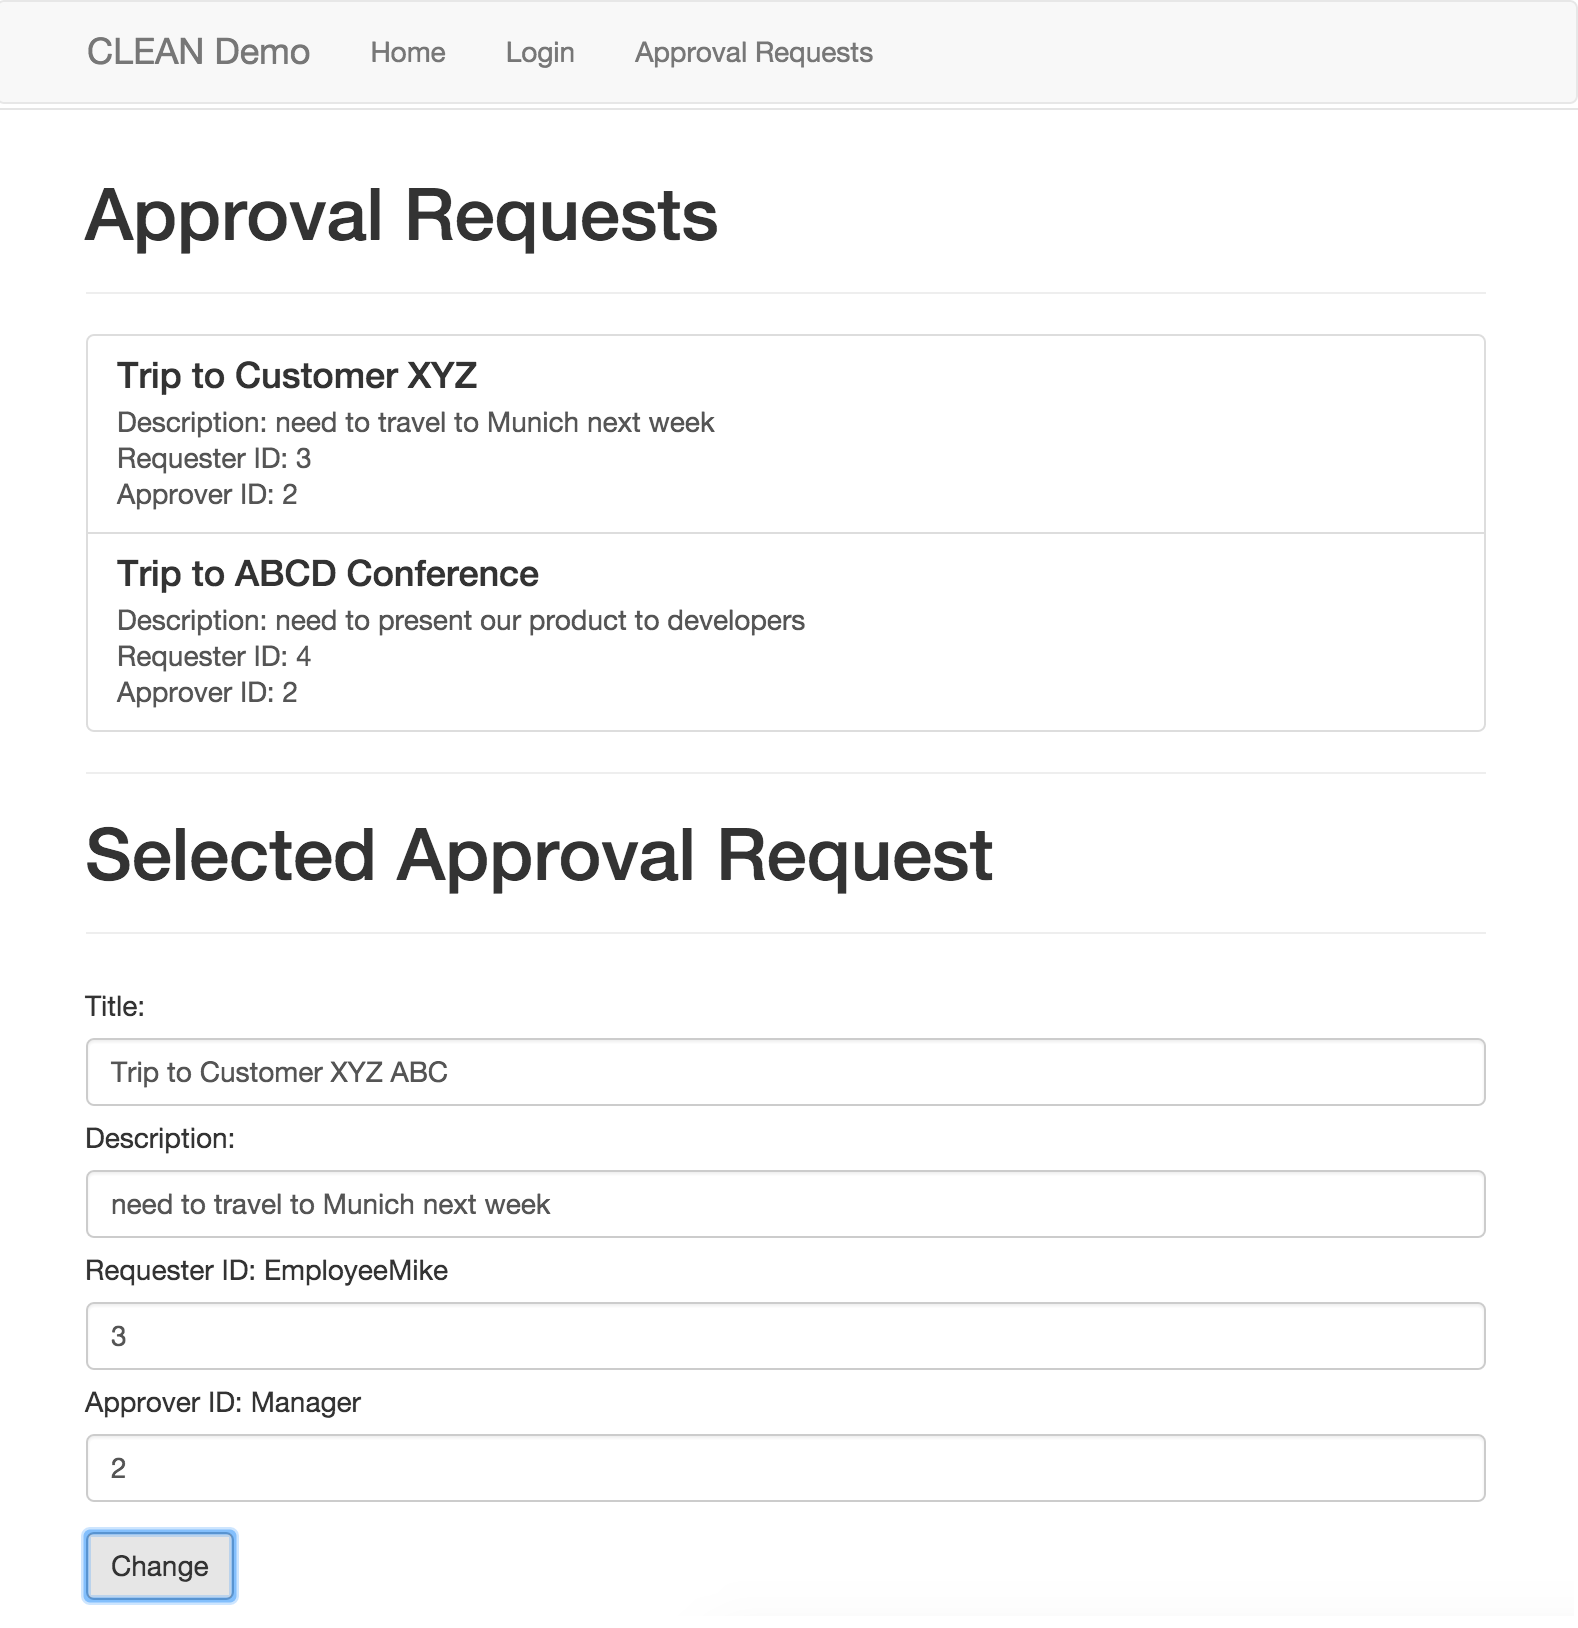 CLEAN Demo Home Login Approval Requests
Approval Requests
Trip to Customer XYZ
Description: need to travel to Munich next week
Requester ID: 3
Approver ID: 2
Trip to ABCD Conference
Description: need to present our product to developers
Requester ID: 4
Approver ID: 2
Selected Approval Request
Title:
Trip to Customer XYZ ABC
Description:
need to travel to Munich next week
Requester ID: EmployeeMike
3
Approver ID: Manager
2
Change